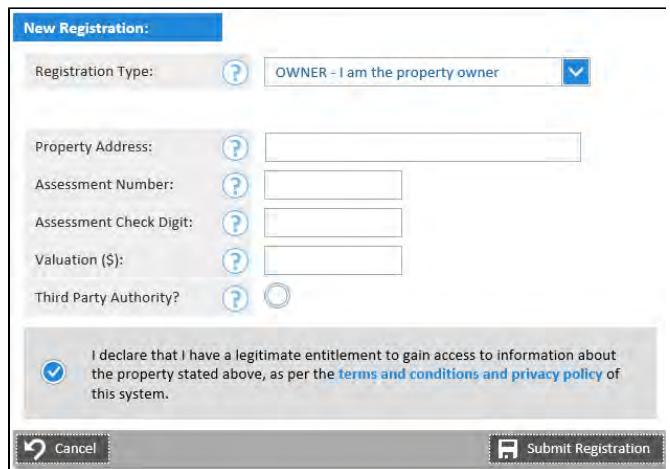 New Registration:
Registration Type: ? OWNER - I am the property owner
Property Address: ?
Assessment Number: ?
Assessment Check Digit: ?
Valuation ($): ?
Third Party Authority? ?
I declare that I have a legitimate entitlement to gain access to information about
the property stated above, as per the terms and conditions and privacy policy of
this system.
Cancel Submit Registration